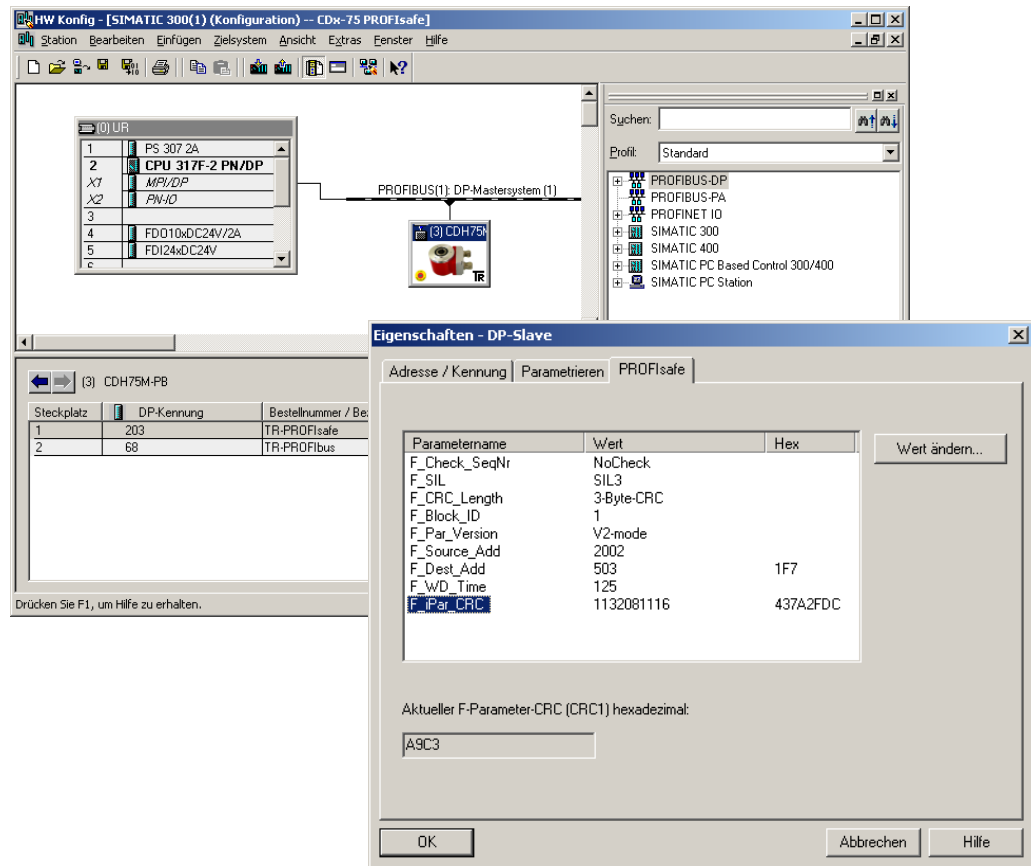 HW Konfig - [SIMATIC 300(1) (Konfiguration) -- CDx-75 PROFIsafe]
Station Bearbeiten Einfügen Zielsystem Ansicht Extras Fenster Hilfe
(0) UR
1 PS 307 2A
2 CPU 317F-2 PN/DP
X1 MPI/DP
X2 PN-IO
3
4 FDO10xDC24V/2A
5 FDI24xDC24V
PROFIBUS(1): DP-Mastersystem (1)
(3) CDH75M
TR
Suchen:
Profil: Standard
PROFIBUS-DP
PROFIBUS-PA
PROFINET IO
SIMATIC 300
SIMATIC 400
SIMATIC PC Based Control 300/400
SIMATIC PC Station
(3) CDH75M-PB
Steckplatz DP-Kennung Bestellnummer / Be
1 203 TR-PROFIsafe
2 68 TR-PROFIbus
Drücken Sie F1, um Hilfe zu erhalten.
Eigenschaften - DP-Slave
Adresse / Kennung Parametrieren PROFIsafe
Parametername Wert Hex
F_Check_SeqNr NoCheck
F_SIL SIL3
F_CRC_Length 3-Byte-CRC
F_Block_ID 1
F_Par_Version V2-mode
F_Source_Add 2002
F_Dest_Add 503 1F7
F_WD_Time 125
F_iPar_CRC 1132081116 437A2FDC
Wert ändern...
Aktueller F-Parameter-CRC (CRC1) hexadezimal:
A9C3
OK Abbrechen Hilfe